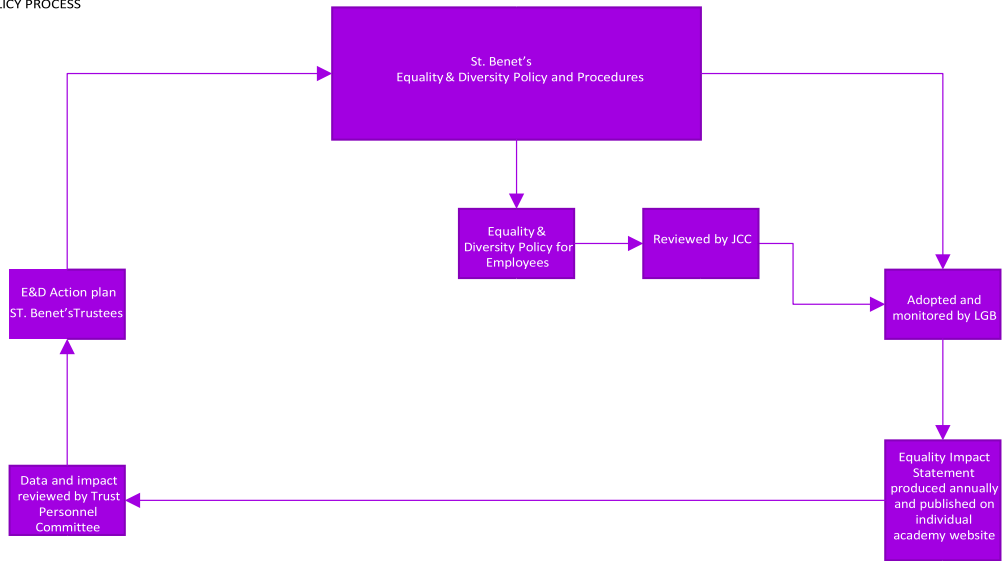 LICY PROCESS
St. Benet's
Equality & Diversity Policy and Procedures
Equality &
Diversity Policy for
Employees
Reviewed by JCC
E&D Action plan
ST. Benet'sTrustees
Adopted and
monitored by LGB
Data and impact
reviewed by Trust
Personnel
Committee
Equality Impact
Statement
produced annually
and published on
individual
academy website